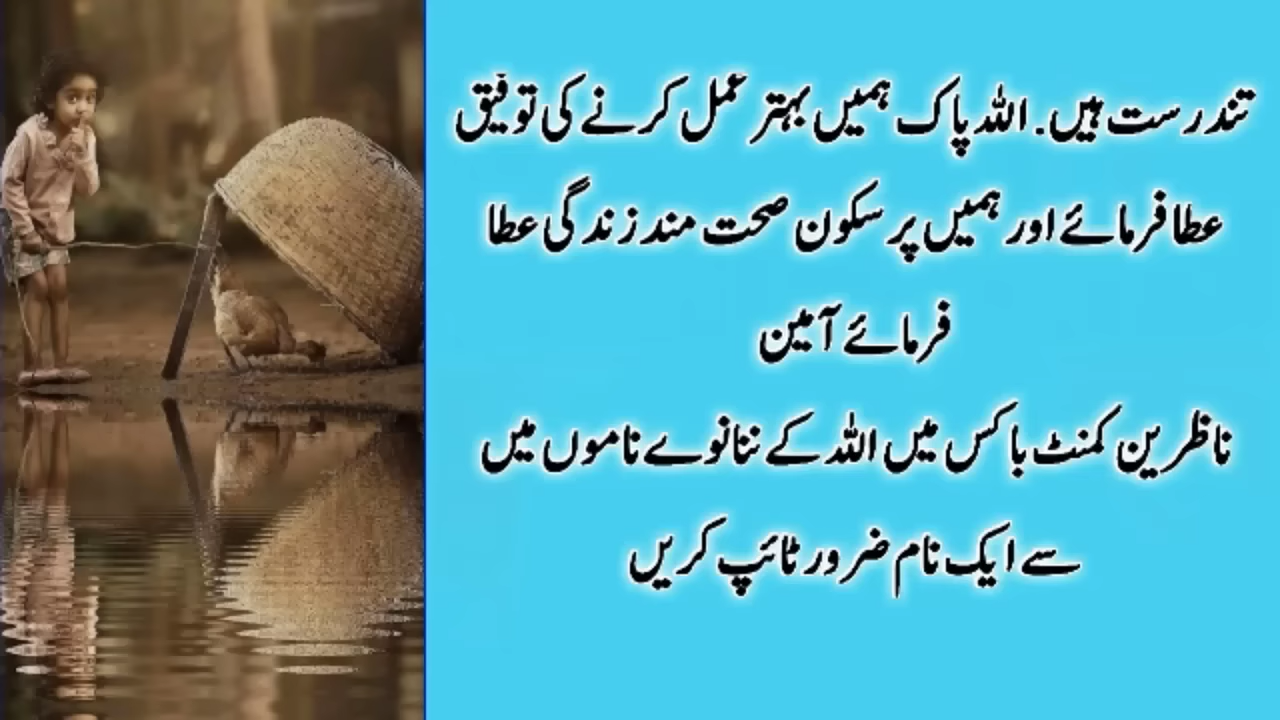 تندرست ہیں. اللہ پاک ہمیں بہتر عمل کرنے کی توفیق
عطا فرمائے اور ہمیں پر سکون صحت مند زندگی عطا
فرمائے آمین
ناظرین کمنٹ باکس میں اللہ کے ننانوے ناموں میں
سے ایک نام ضرور ٹائپ کریں